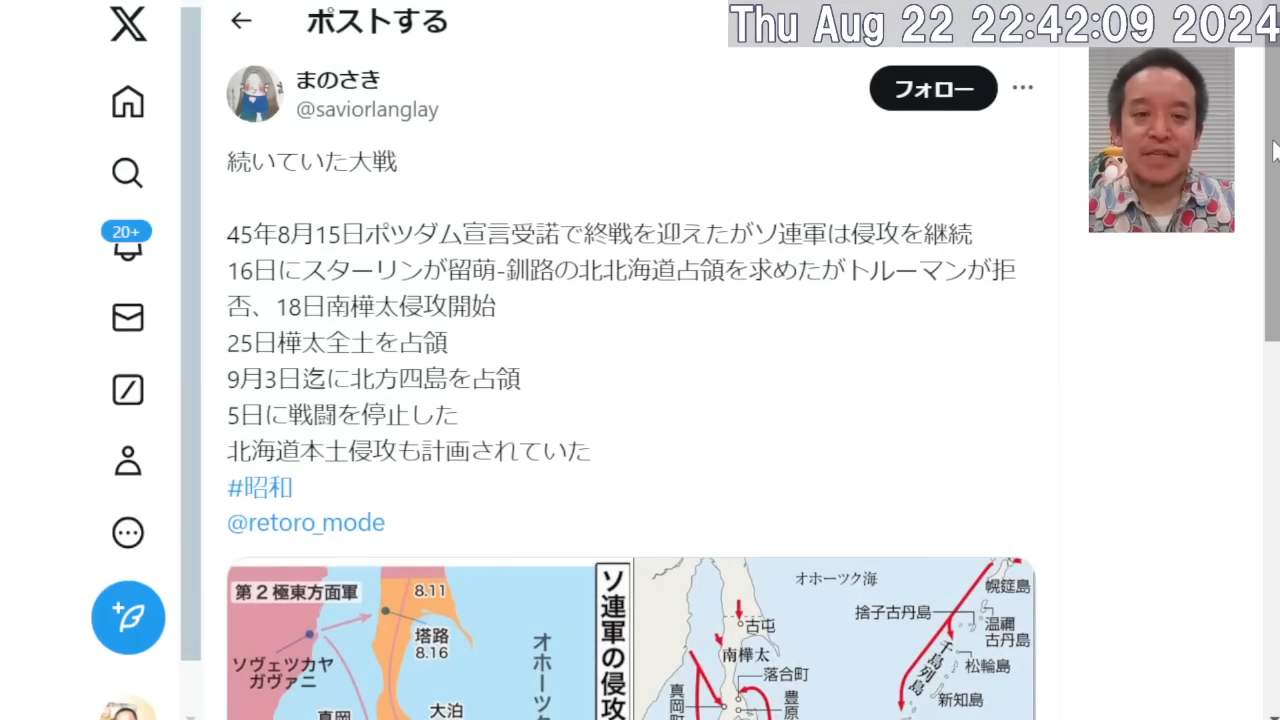 Thu Aug 22 22:42:09 2024
ポストする
まのさき
@saviorlanglay
フォロー
続いていた大戦
45年8月15日ポツダム宣言受諾で終戦を迎えたがソ連軍は侵攻を継続
16日にスターリンが留萌-釧路の北北海道占領を求めたがトルーマンが拒
否、18日南樺太侵攻開始
25日樺太全土を占領
9月3日迄に北方四島を占領
5日に戦闘を停止した
北海道本土侵攻も計画されていた
#昭和
@retoro_mode
20+
第2極東方面軍
8.11
塔路
8.16
ソヴェツカヤ
ガヴァニ
真岡
大泊
オホーツク
ソ連軍の侵攻
オホーツク海
古屯
南樺太
落合町
真岡町
豊原
捨子古丹島
幌筵島
温禰
古丹島
松輪島
千島列島
新知島